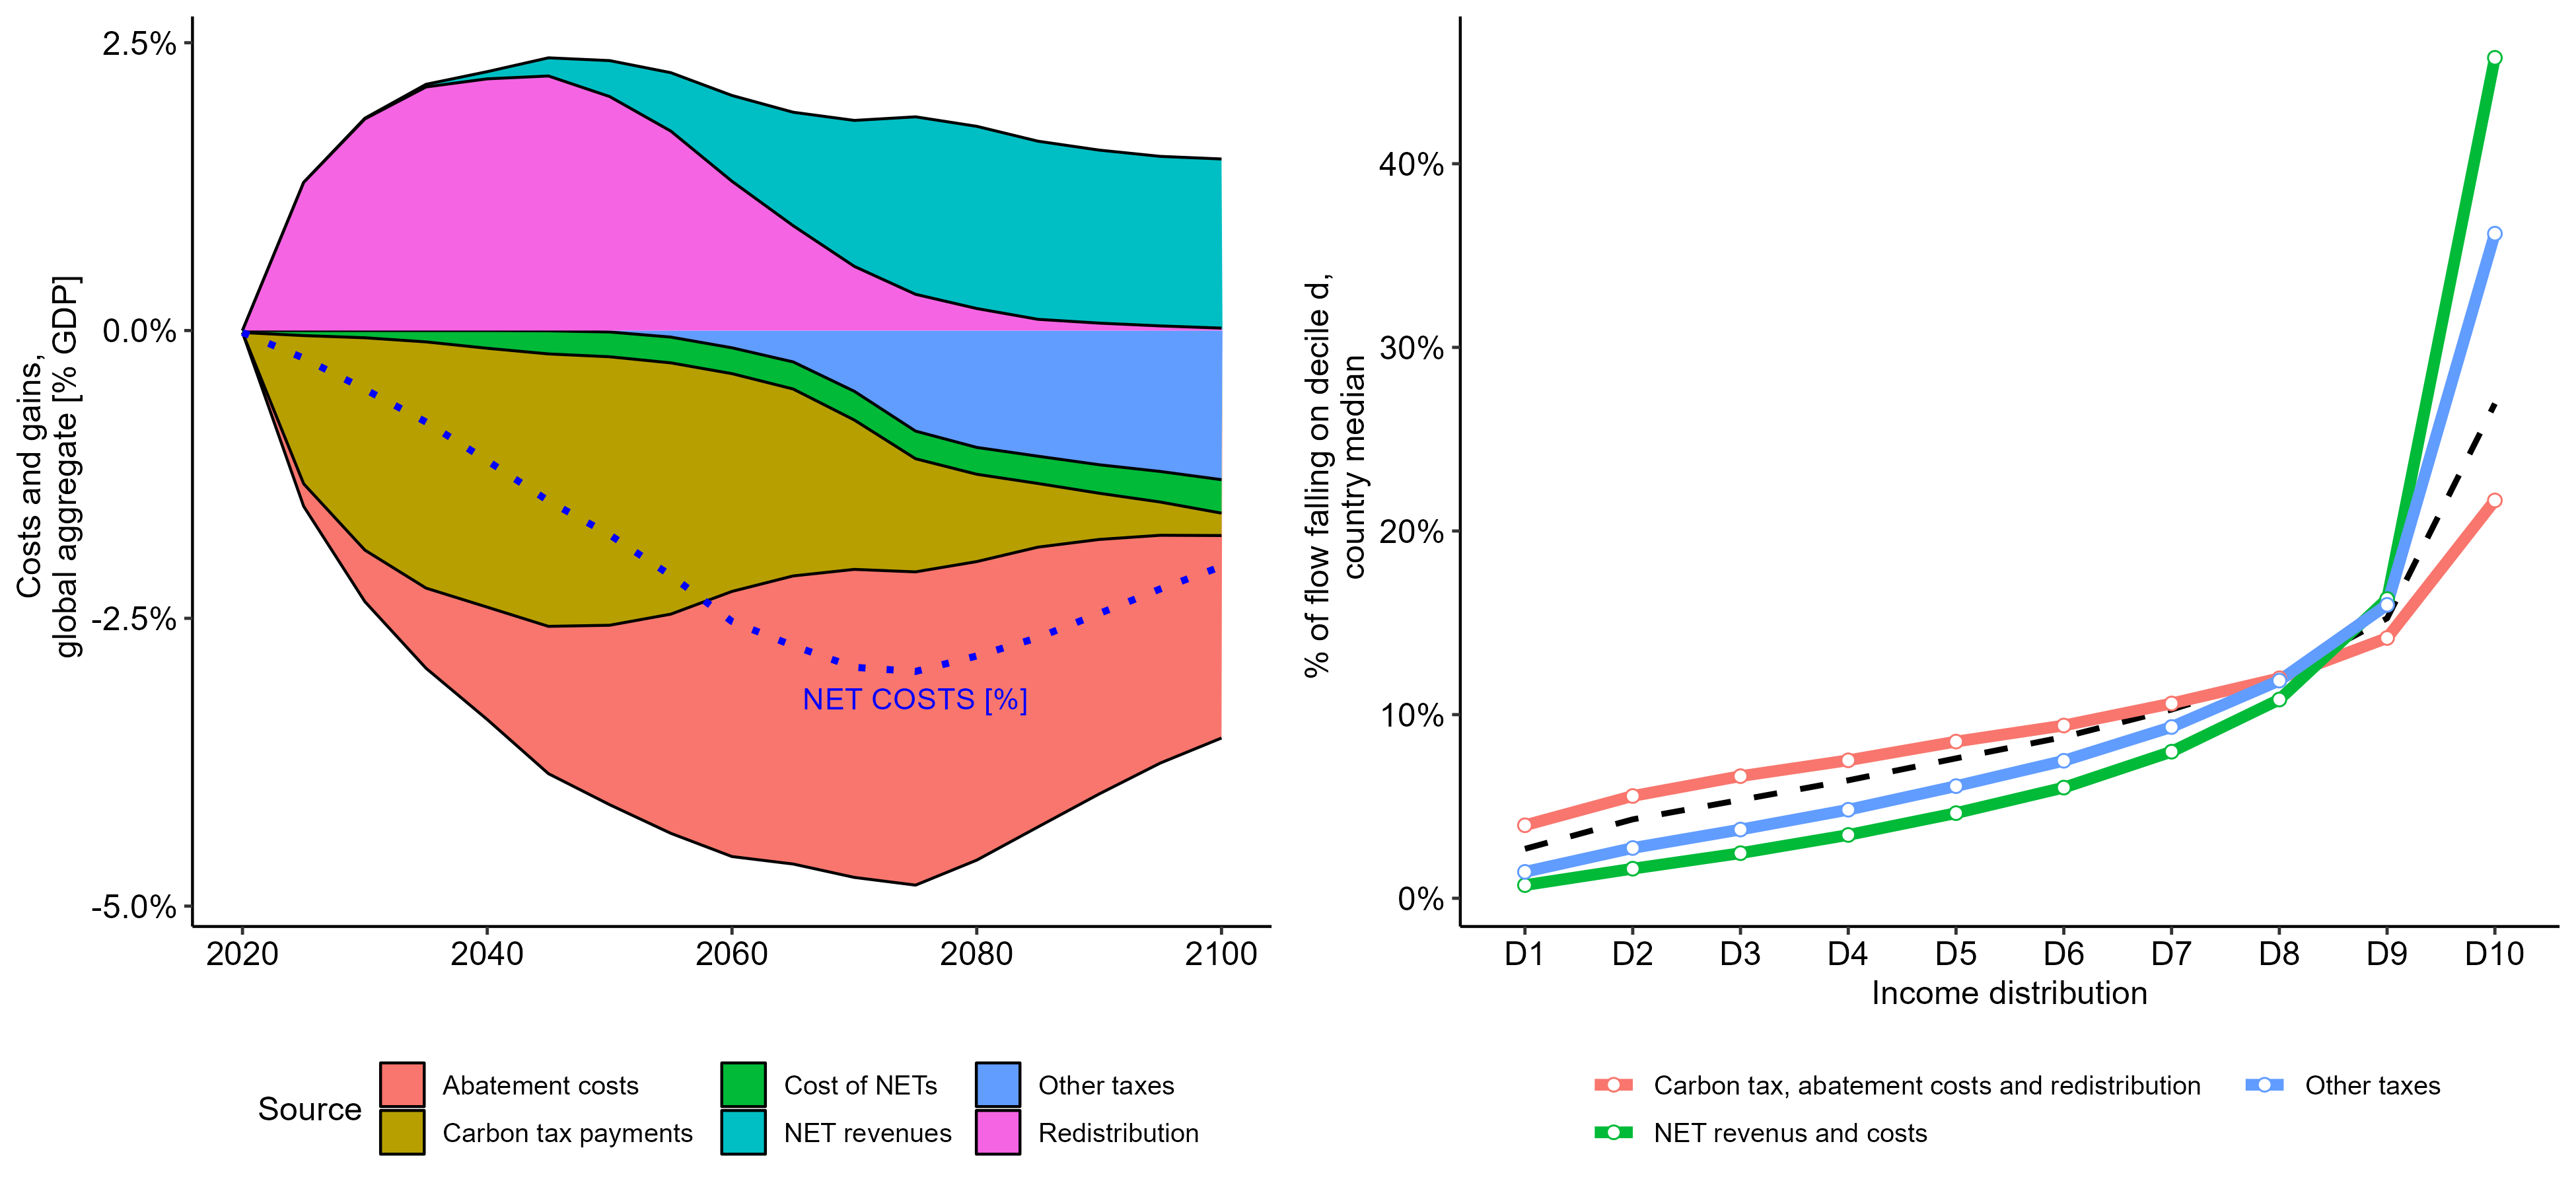 Costs and gains,
global aggregate [% GDP]
2.5%
0.0%
-2.5%
-5.0%
NET COSTS [%]
2020
2040
2060
2080
2100
Source
Abatement costs
Carbon tax payments
Cost of NETs
NET revenues
Other taxes
Redistribution
% of flow falling on decile d,
country median
40%
30%
20%
10%
0%
D1
D2
D3
D4
D5
D6
D7
D8
D9
D10
Income distribution
Carbon tax, abatement costs and redistribution
NET revenus and costs
Other taxes